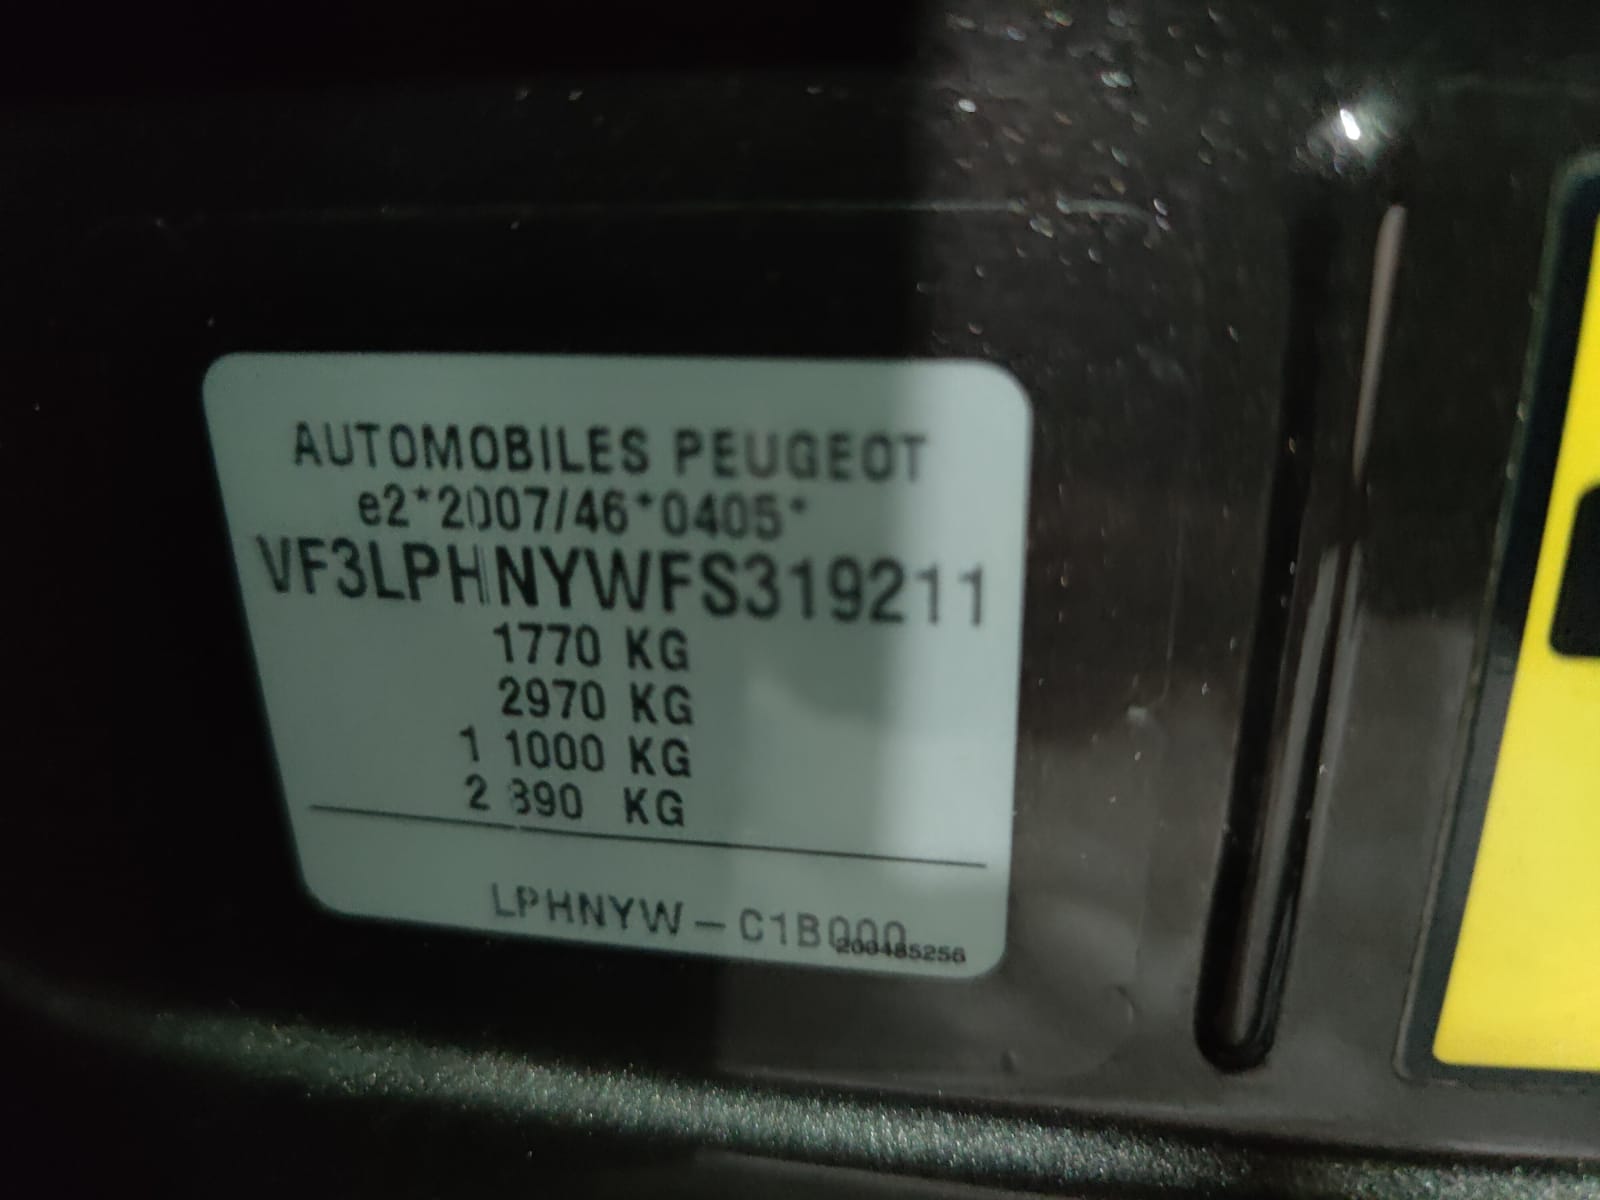 AUTOMOBILES PEUGEOT
e2*2007/46*0405*
VF3LPHNYWFS319211
1770 KG
2970 KG
1 1000 KG
2 890 KG
LPHNYW - C1B000
200485256